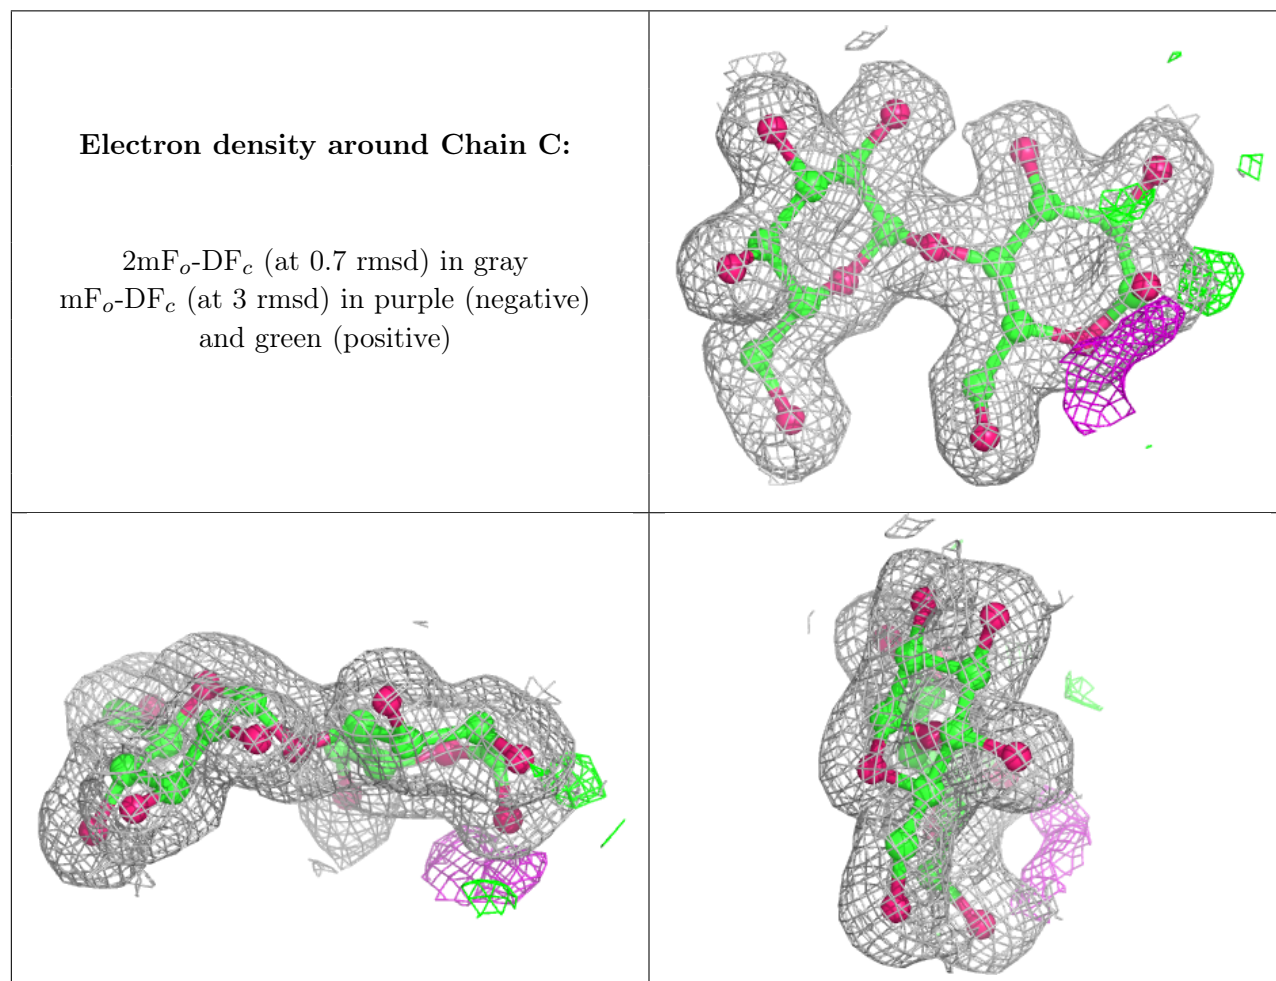 Electron density around Chain C:
2mFo-DFc (at 0.7 rmsd) in gray
mFo-DFc (at 3 rmsd) in purple (negative)
and green (positive)